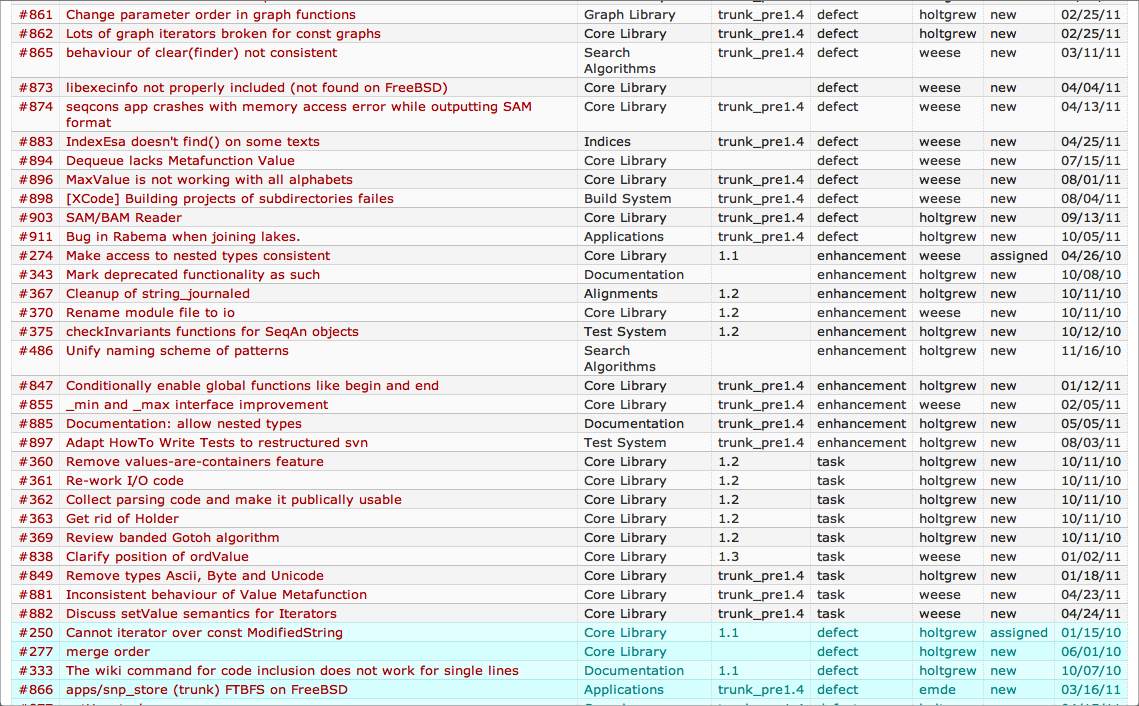 #861 Change parameter order in graph functions Graph Library trunk_pre1.4 defect holtgrew new 02/25/11
#862 Lots of graph iterators broken for const graphs Core Library trunk_pre1.4 defect holtgrew new 02/25/11
#865 behaviour of clear(finder) not consistent Search trunk_pre1.4 defect weese new 03/11/11
Algorithms
#873 libexecinfo not properly included (not found on FreeBSD) Core Library defect weese new 04/04/11
#874 seqcons app crashes with memory access error while outputting SAM Core Library trunk_pre1.4 defect weese new 04/13/11
format
#883 IndexEsa doesn't find() on some texts Indices trunk_pre1.4 defect weese new 04/25/11
#894 Dequeue lacks Metafunction Value Core Library defect weese new 07/15/11
#896 MaxValue is not working with all alphabets Core Library trunk_pre1.4 defect weese new 08/01/11
#898 [XCode] Building projects of subdirectories failes Build System trunk_pre1.4 defect weese new 08/04/11
#903 SAM/BAM Reader Core Library trunk_pre1.4 defect holtgrew new 09/13/11
#911 Bug in Rabema when joining lakes. Applications trunk_pre1.4 defect holtgrew new 10/05/11
#274 Make access to nested types consistent Core Library 1.1 enhancement weese assigned 04/26/10
#343 Mark deprecated functionality as such Documentation enhancement holtgrew new 10/08/10
#367 Cleanup of string_journaled Alignments 1.2 enhancement holtgrew new 10/11/10
#370 Rename module file to io Core Library 1.2 enhancement weese new 10/11/10
#375 checkInvariants functions for SeqAn objects Test System 1.2 enhancement holtgrew new 10/12/10
#486 Unify naming scheme of patterns Search enhancement holtgrew new 11/16/10
Algorithms
#847 Conditionally enable global functions like begin and end Core Library trunk_pre1.4 enhancement holtgrew new 01/12/11
#855 _min and _max interface improvement Core Library trunk_pre1.4 enhancement weese new 02/05/11
#885 Documentation: allow nested types Documentation trunk_pre1.4 enhancement holtgrew new 05/05/11
#897 Adapt HowTo Write Tests to restructured svn Test System trunk_pre1.4 enhancement holtgrew new 08/03/11
#360 Remove values-are-containers feature Core Library 1.2 task holtgrew new 10/11/10
#361 Re-work I/O code Core Library 1.2 task holtgrew new 10/11/10
#362 Collect parsing code and make it publically usable Core Library 1.2 task holtgrew new 10/11/10
#363 Get rid of Holder Core Library 1.2 task holtgrew new 10/11/10
#369 Review banded Gotoh algorithm Core Library 1.2 task holtgrew new 10/11/10
#838 Clarify position of ordValue Core Library 1.3 task weese new 01/02/11
#849 Remove types Ascii, Byte and Unicode Core Library trunk_pre1.4 task holtgrew new 01/18/11
#881 Inconsistent behaviour of Value Metafunction Core Library trunk_pre1.4 task weese new 04/23/11
#882 Discuss setValue semantics for Iterators Core Library trunk_pre1.4 task weese new 04/24/11
#250 Cannot iterator over const ModifiedString Core Library 1.1 defect holtgrew assigned 01/15/10
#277 merge order Core Library defect holtgrew new 06/01/10
#333 The wiki command for code inclusion does not work for single lines Documentation 1.1 defect holtgrew new 10/07/10
#866 apps/snp_store (trunk) FTBFS on FreeBSD Applications trunk_pre1.4 defect emde new 03/16/11